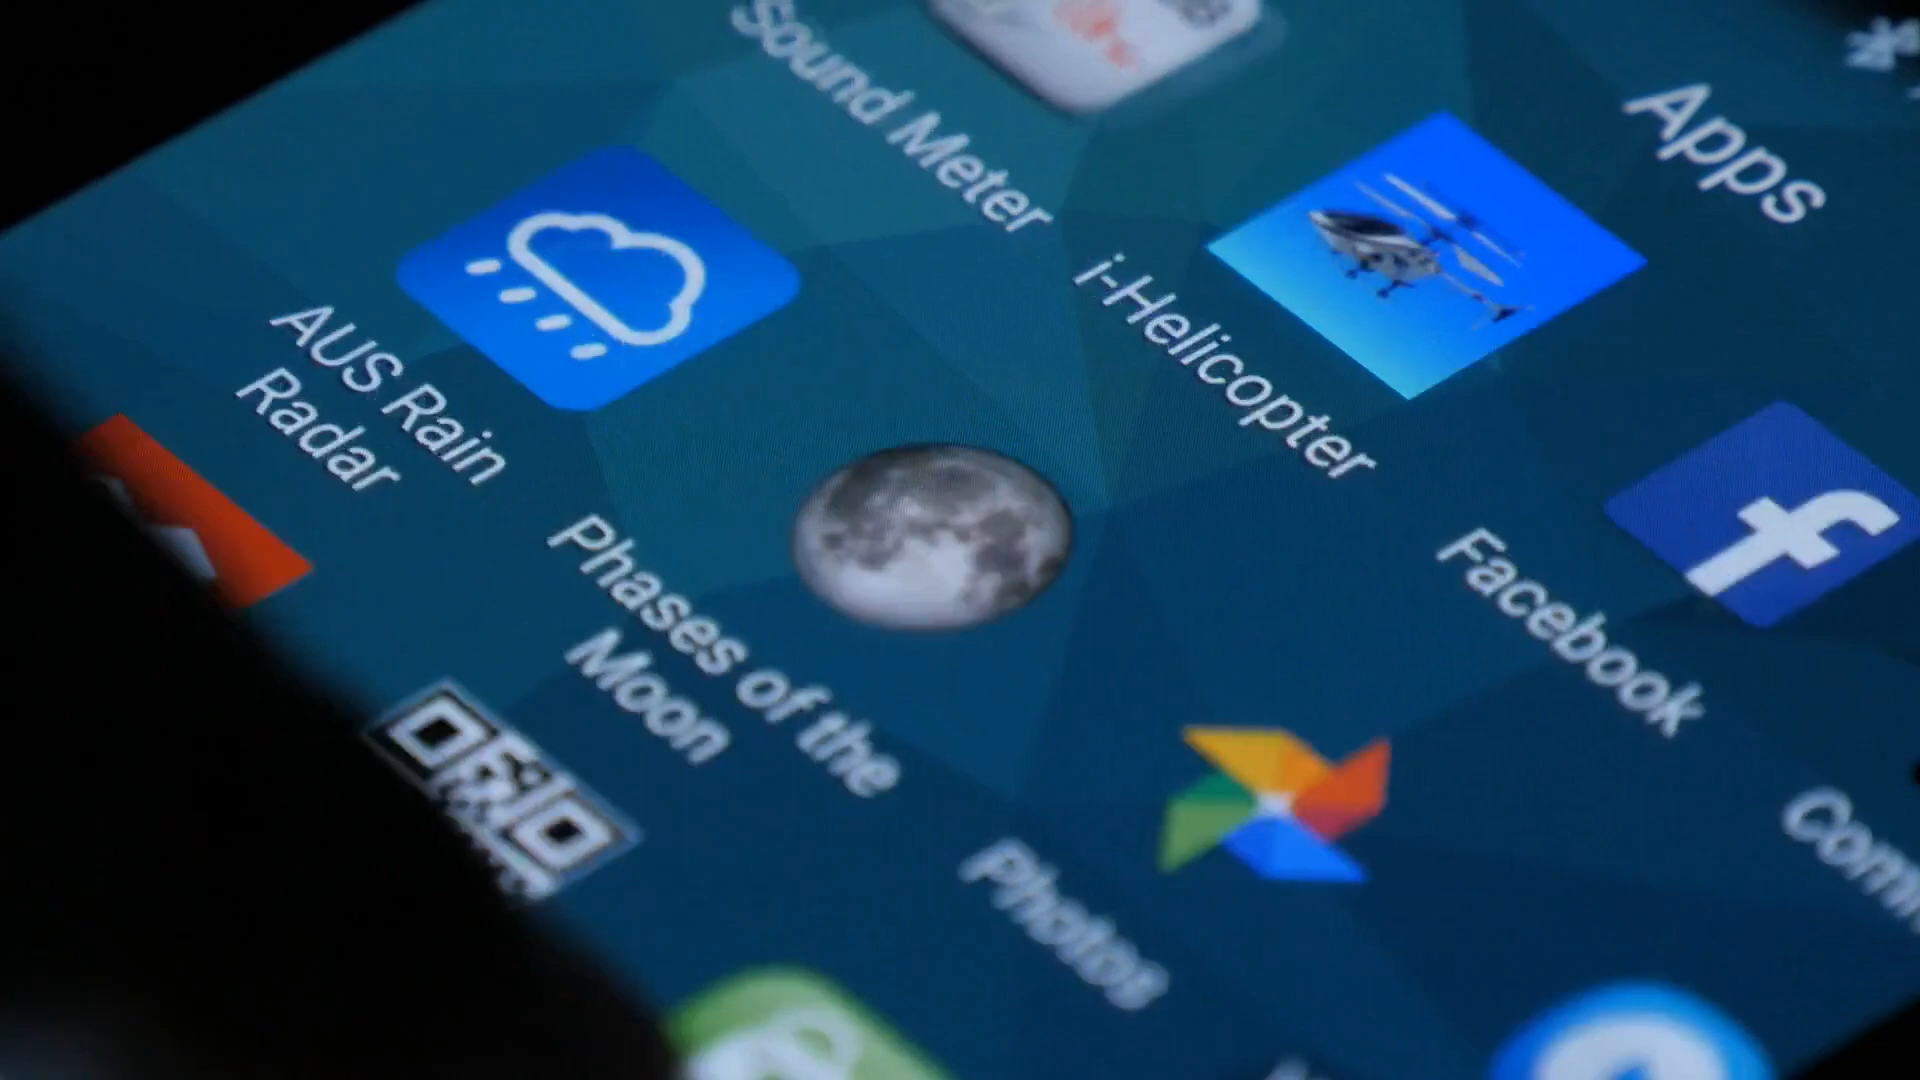 Apps
Sound Meter
i-Helicopter
Facebook
AUS Rain
Radar
Phases of the
Moon
Photos